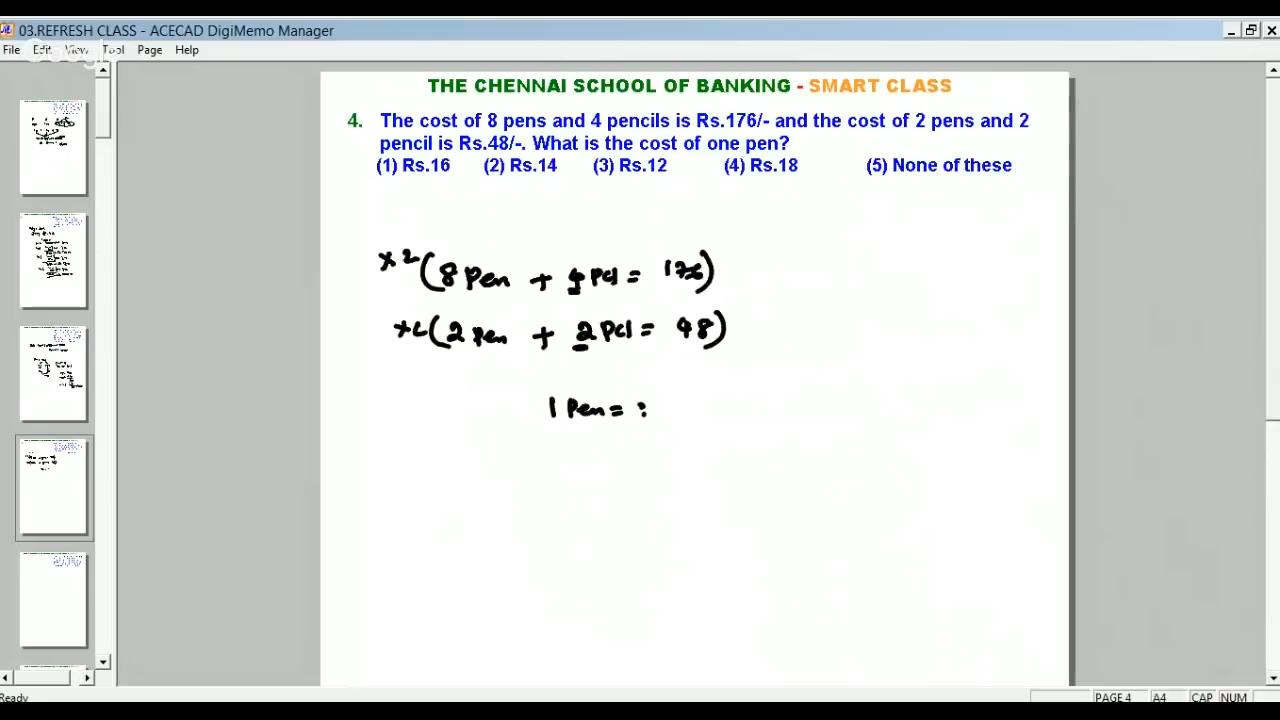 03.REFRESH CLASS - ACECAD DigiMemo Manager
File Edit View Tool Page Help
Google
THE CHENNAI SCHOOL OF BANKING - SMART CLASS
4. The cost of 8 pens and 4 pencils is Rs.176/- and the cost of 2 pens and 2
pencil is Rs.48/-. What is the cost of one pen?
(1) Rs.16 (2) Rs.14 (3) Rs.12 (4) Rs.18 (5) None of these
x2(8 Pen + 4 Pcl = 176)
(2 Pen + 2 Pcl = 48)
1 Pen = ?
Ready PAGE 4 A4 CAP NUM